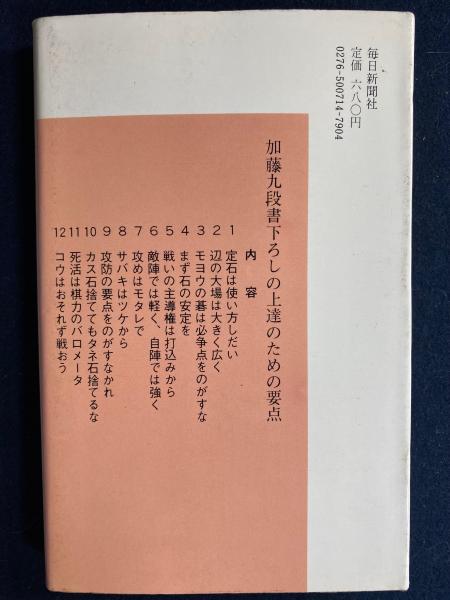 毎日新聞社
定価 六八〇円
0276-500714-7904
加藤九段書下ろしの上達のための要点
内容
1 定石は使い方しだい
2 辺の大場は大きく広く
3 モヨウの碁は必争点をのがすな
4 まず石の安定を
5 戦いの主導権は打込みから
6 敵陣では軽く、自陣では強く
7 攻めはモタレで
8 サバキはツケから
9 攻防の要点をのがすなかれ
10 カス石捨ててもタネ石捨てるな
11 死活は棋力のバロメータ
12 コウはおそれず戦おう